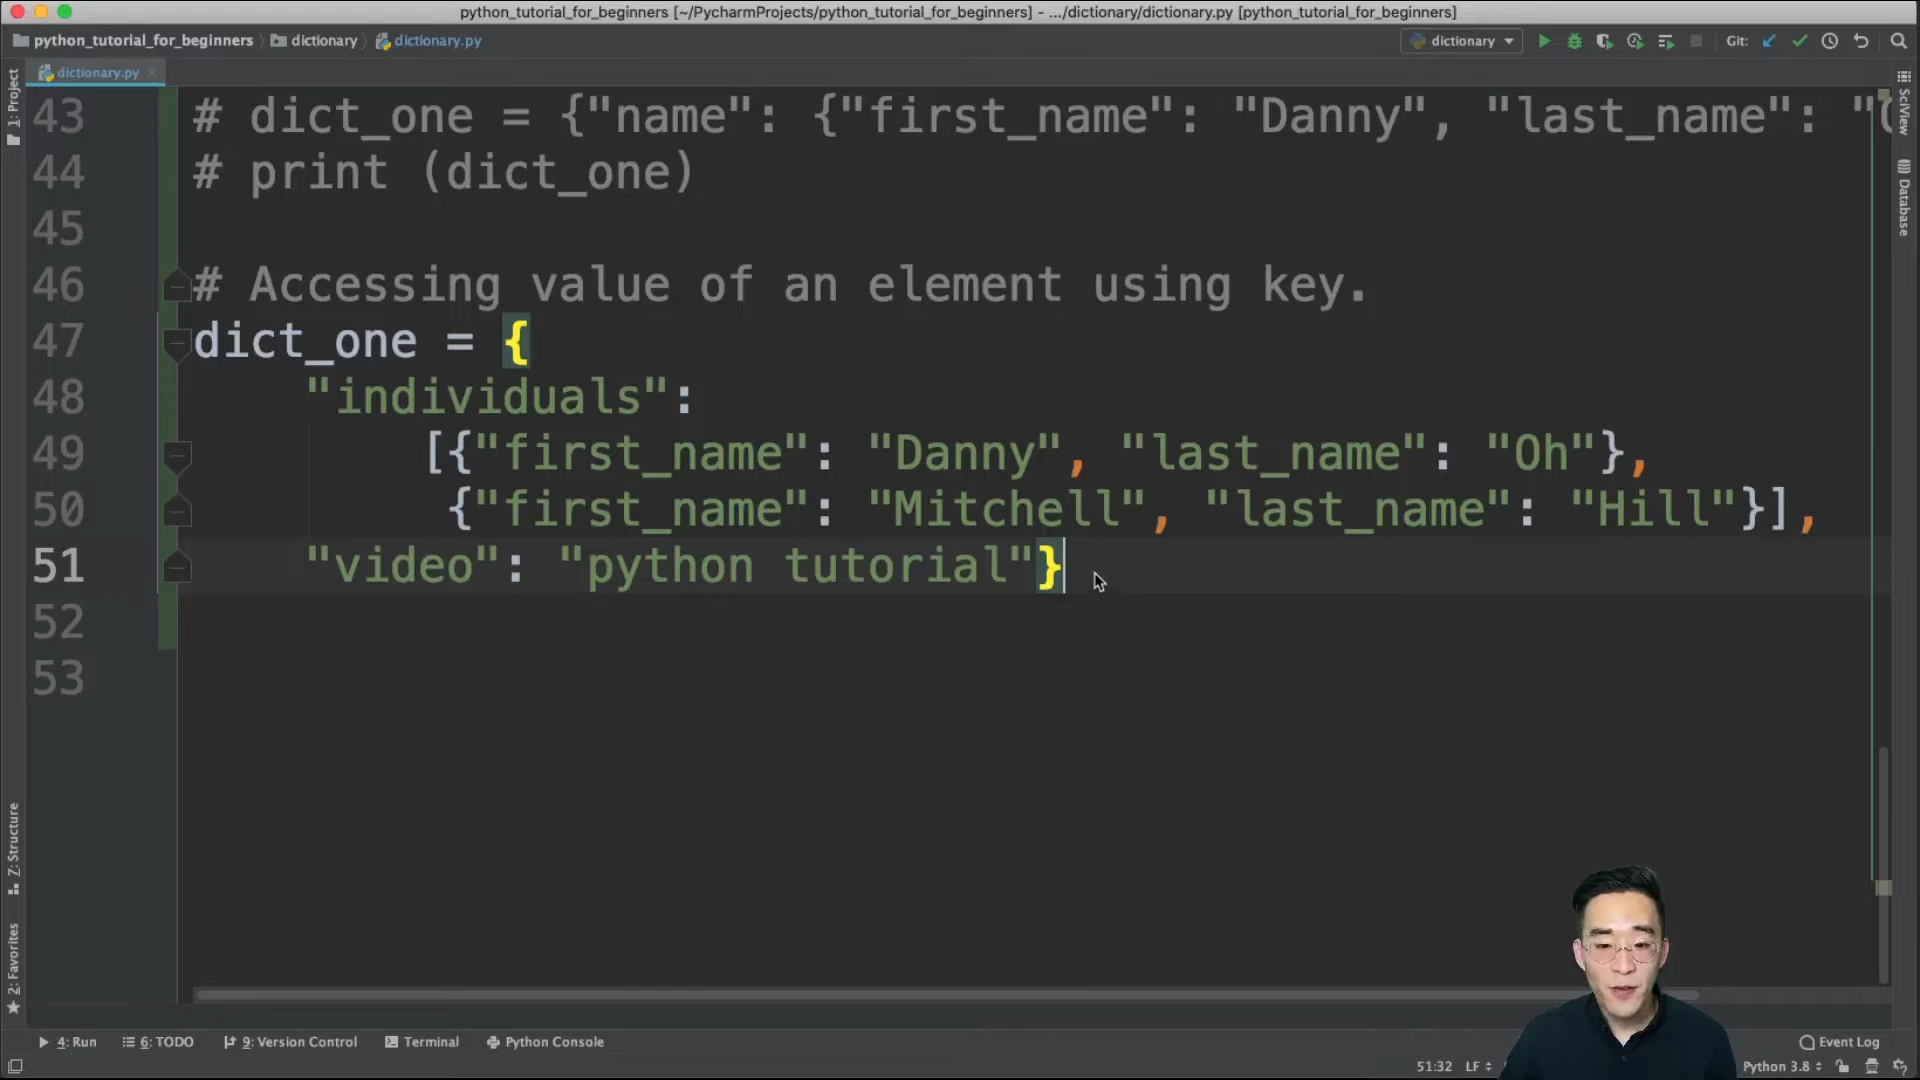 python_tutorial_for_beginners [~/PycharmProjects/python_tutorial_for_beginners] - .../dictionary/dictionary.py [python_tutorial_for_beginners]
python_tutorial_for_beginners dictionary dictionary.py dictionary Git:
dictionary.py
1: Project
SciView
Database
43 # dict_one = {"name": {"first_name": "Danny", "last_name": "
44 # print (dict_one)
45
46 # Accessing value of an element using key.
47 dict_one = {
48 "individuals":
49 [{"first_name": "Danny", "last_name": "Oh"},
50 {"first_name": "Mitchell", "last_name": "Hill"}],
51 "video": "python tutorial"}
52
53
Z: Structure
2: Favorites
4: Run 6: TODO 9: Version Control Terminal Python Console Event Log
51:32 LF Python 3.8